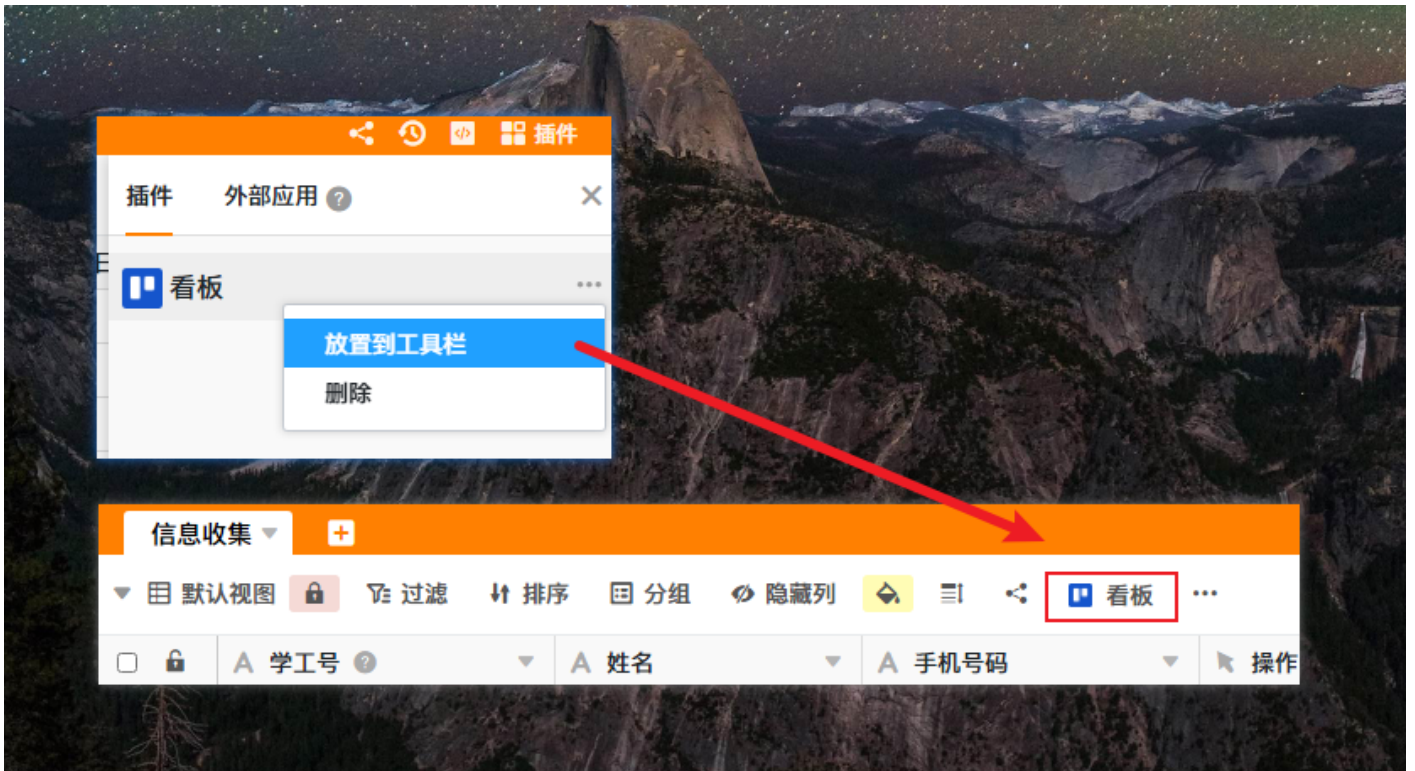 插件
插件 外部应用
看板
放置到工具栏
删除
信息收集
默认视图 过滤 排序 分组 隐藏列 看板
A 学工号 A 姓名 A 手机号码 操作